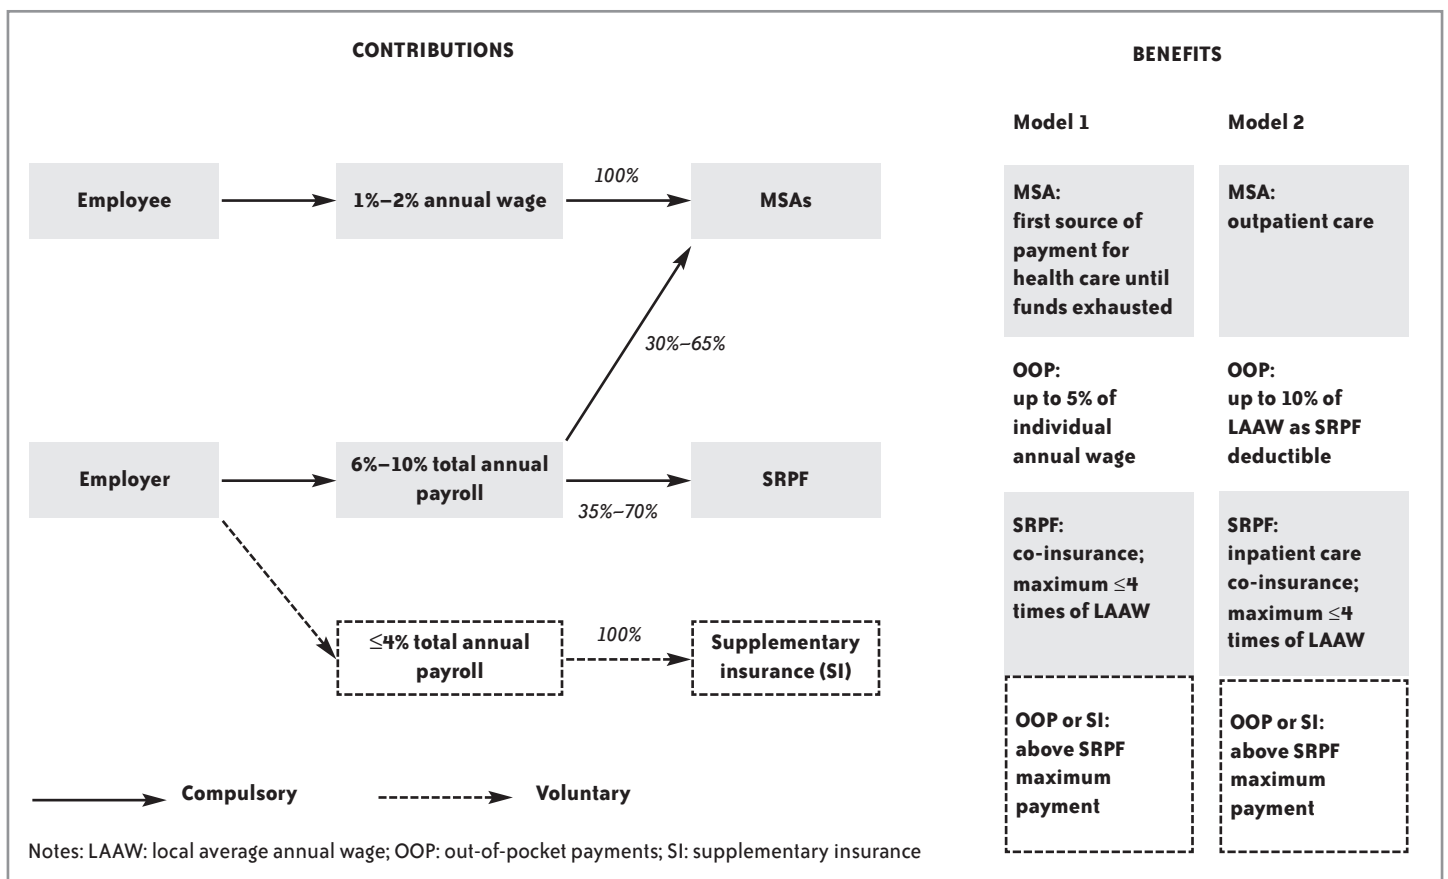 CONTRIBUTIONS
Employee
1%–2% annual wage
100%
MSAs
30%–65%
Employer
6%–10% total annual
payroll
35%–70%
SRPF
≤4% total annual
payroll
100%
Supplementary
insurance (SI)
Compulsory
Voluntary
Notes: LAAW: local average annual wage; OOP: out-of-pocket payments; SI: supplementary insurance
BENEFITS
Model 1
MSA:
first source of
payment for
health care until
funds exhausted
OOP:
up to 5% of
individual
annual wage
SRPF:
co-insurance;
maximum ≤4
times of LAAW
OOP or SI:
above SRPF
maximum
payment
Model 2
MSA:
outpatient care
OOP:
up to 10% of
LAAW as SRPF
deductible
SRPF:
inpatient care
co-insurance;
maximum ≤4
times of LAAW
OOP or SI:
above SRPF
maximum
payment